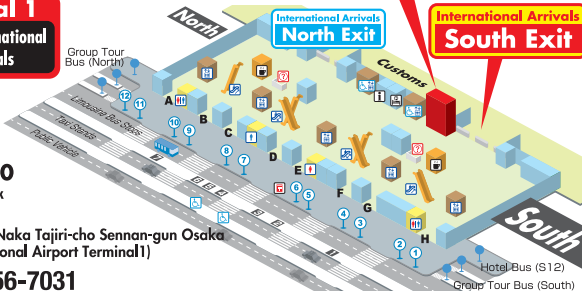 al 1
national
als
North
International Arrivals
North Exit
International Arrivals
South Exit
Customs
Group Tour
Bus (North)
Limousine Bus Stops
Taxi Stands
Public Vehicle
A
B
C
D
E
F
G
H
12
11
10
9
8
7
6
5
4
3
2
1
South
Naka Tajiri-cho Sennan-gun Osaka
onal Airport Terminal1)
56-7031
Hotel Bus (S12)
Group Tour Bus (South)